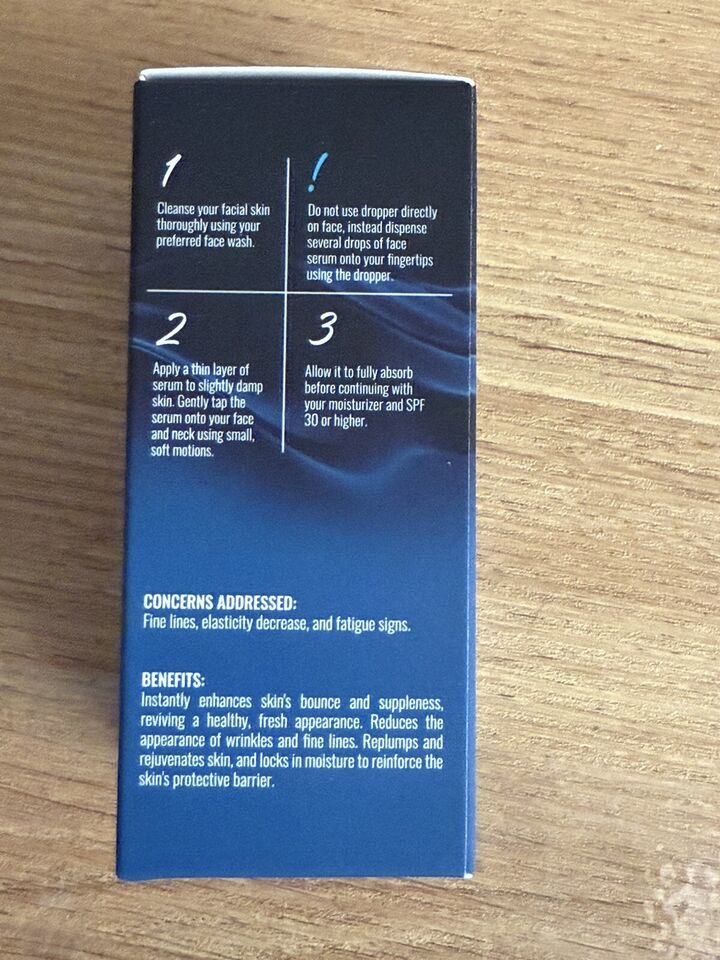 1
Cleanse your facial skin
thoroughly using your
preferred face wash.
!
Do not use dropper directly
on face, instead dispense
several drops of face
serum onto your fingertips
using the dropper.
2
Apply a thin layer of
serum to slightly damp
skin. Gently tap the
serum onto your face
and neck using small,
soft motions.
3
Allow it to fully absorb
before continuing with
your moisturizer and SPF
30 or higher.
CONCERNS ADDRESSED:
Fine lines, elasticity decrease, and fatigue signs.
BENEFITS:
Instantly enhances skin's bounce and suppleness,
reviving a healthy, fresh appearance. Reduces the
appearance of wrinkles and fine lines. Replumps and
rejuvenates skin, and locks in moisture to reinforce the
skin's protective barrier.